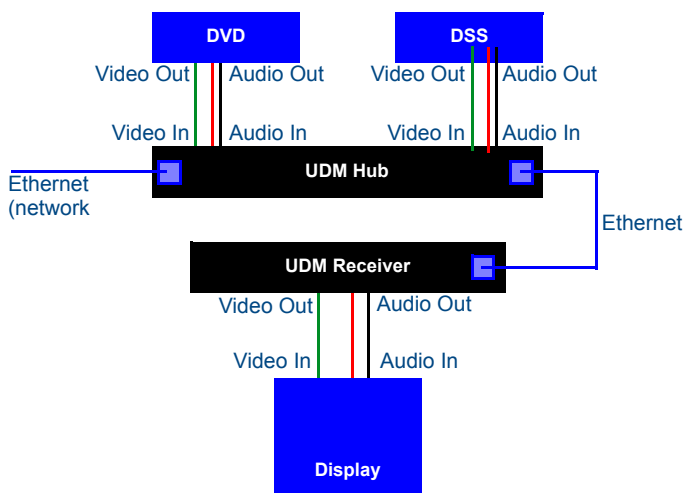 DVD
DSS
Video Out
Audio Out
Video Out
Audio Out
Video In
Audio In
Video In
Audio In
UDM Hub
Ethernet
(network
Ethernet
UDM Receiver
Video Out
Audio Out
Video In
Audio In
Display